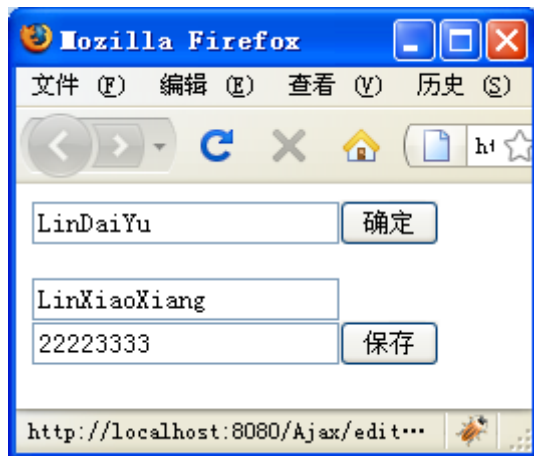 Mozilla Firefox
文件 (F) 编辑 (E) 查看 (V) 历史 (S)
ht
LinDaiYu 确定
LinXiaoXiang
22223333 保存
http://localhost:8080/Ajax/edit…